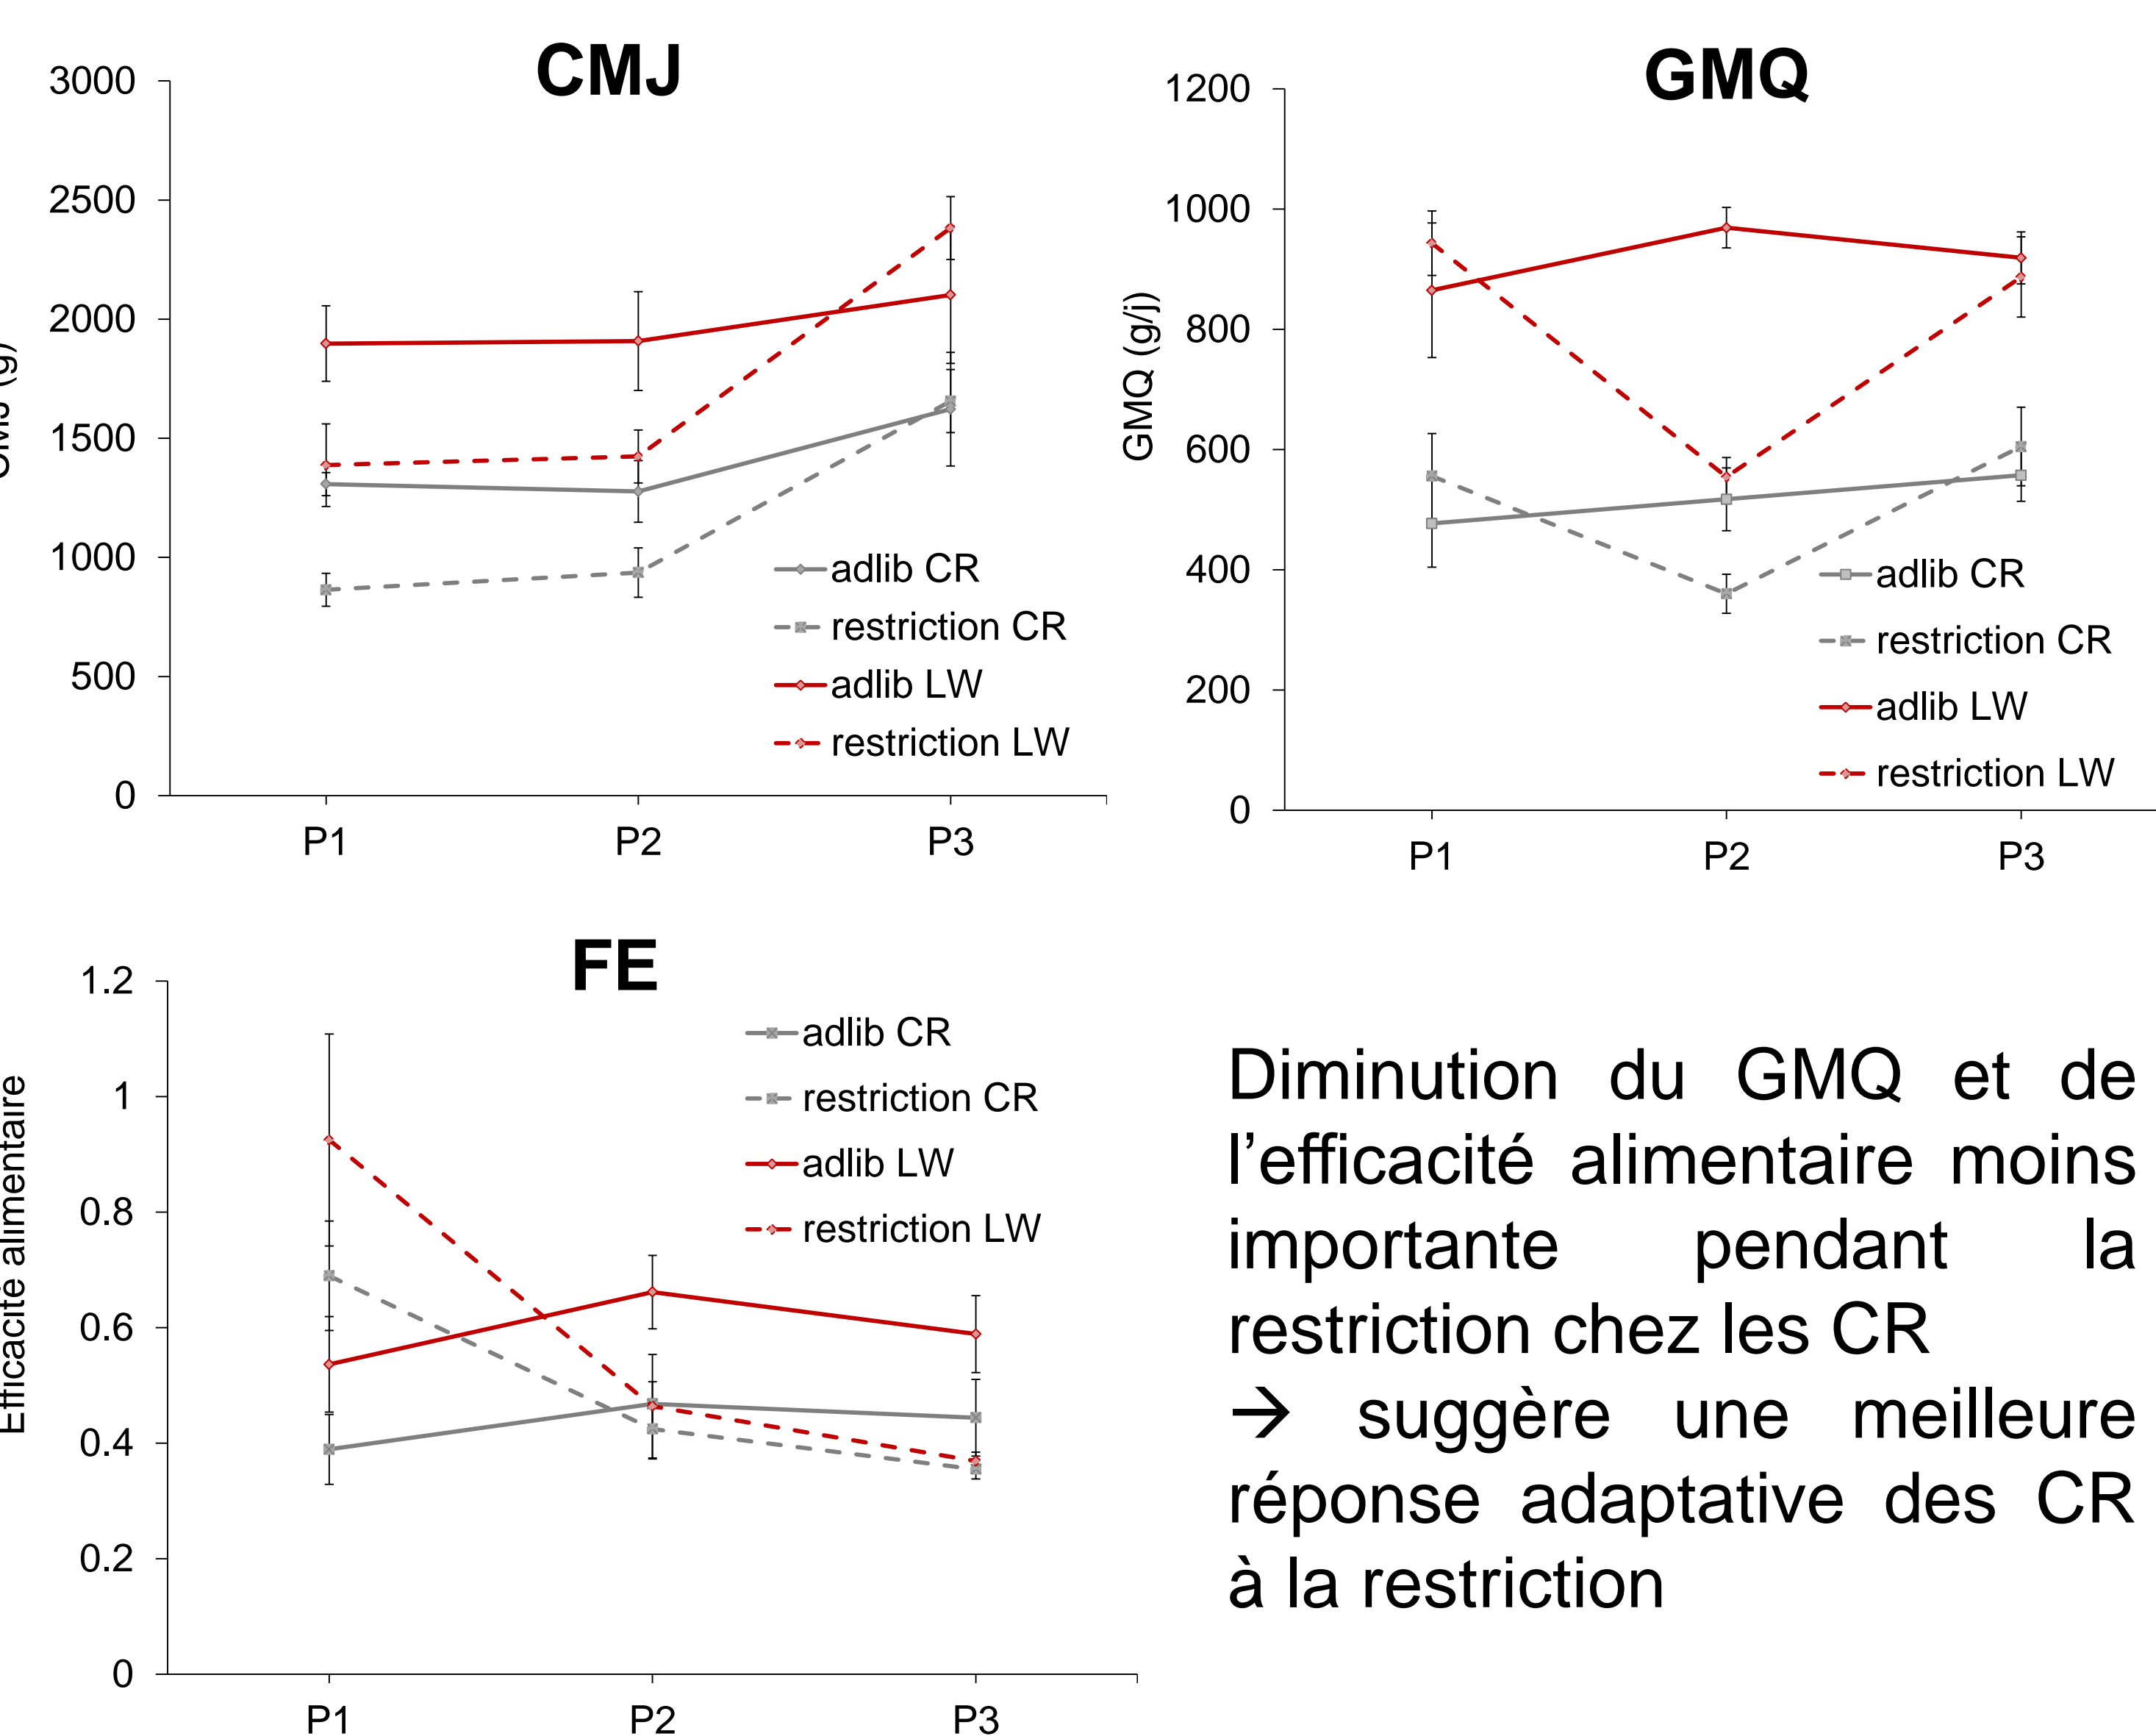 CMJ
3000
2500
2000
1500
1000
500
0
(g)
P1
P2
P3
adlib CR
restriction CR
adlib LW
restriction LW
GMQ
1200
1000
800
600
400
200
0
GMQ (g/j)
P1
P2
P3
adlib CR
restriction CR
adlib LW
restriction LW
FE
1.2
1
0.8
0.6
0.4
0.2
0
Efficacité alimentaire
P1
P2
P3
adlib CR
restriction CR
adlib LW
restriction LW
Diminution du GMQ et de
l’efficacité alimentaire moins
importante pendant la
restriction chez les CR
→ suggère une meilleure
réponse adaptative des CR
à la restriction